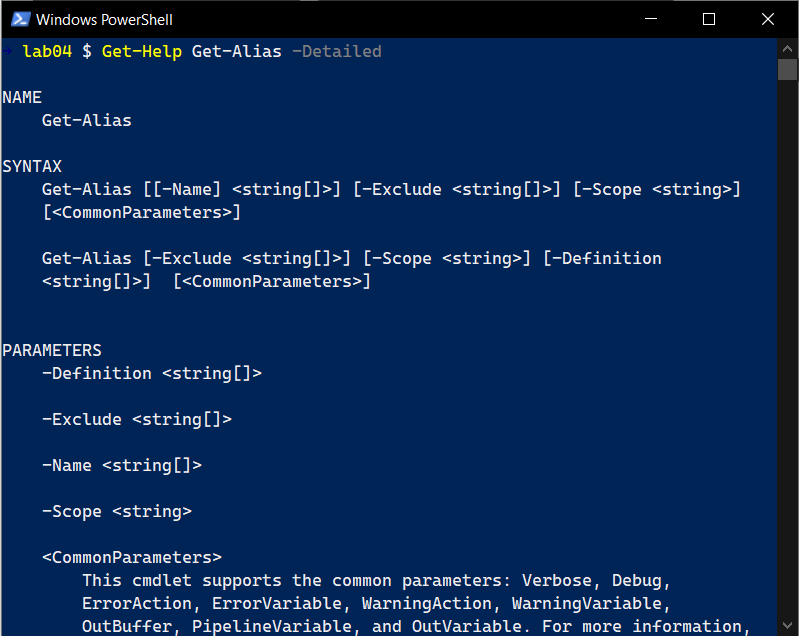 Windows PowerShell
→ lab04 $ Get-Help Get-Alias -Detailed
NAME
Get-Alias
SYNTAX
Get-Alias [[-Name] <string[]>] [-Exclude <string[]>] [-Scope <string>]
[<CommonParameters>]
Get-Alias [-Exclude <string[]>] [-Scope <string>] [-Definition
<string[]>]  [<CommonParameters>]
PARAMETERS
-Definition <string[]>
-Exclude <string[]>
-Name <string[]>
-Scope <string>
<CommonParameters>
This cmdlet supports the common parameters: Verbose, Debug,
ErrorAction, ErrorVariable, WarningAction, WarningVariable,
OutBuffer, PipelineVariable, and OutVariable. For more information,